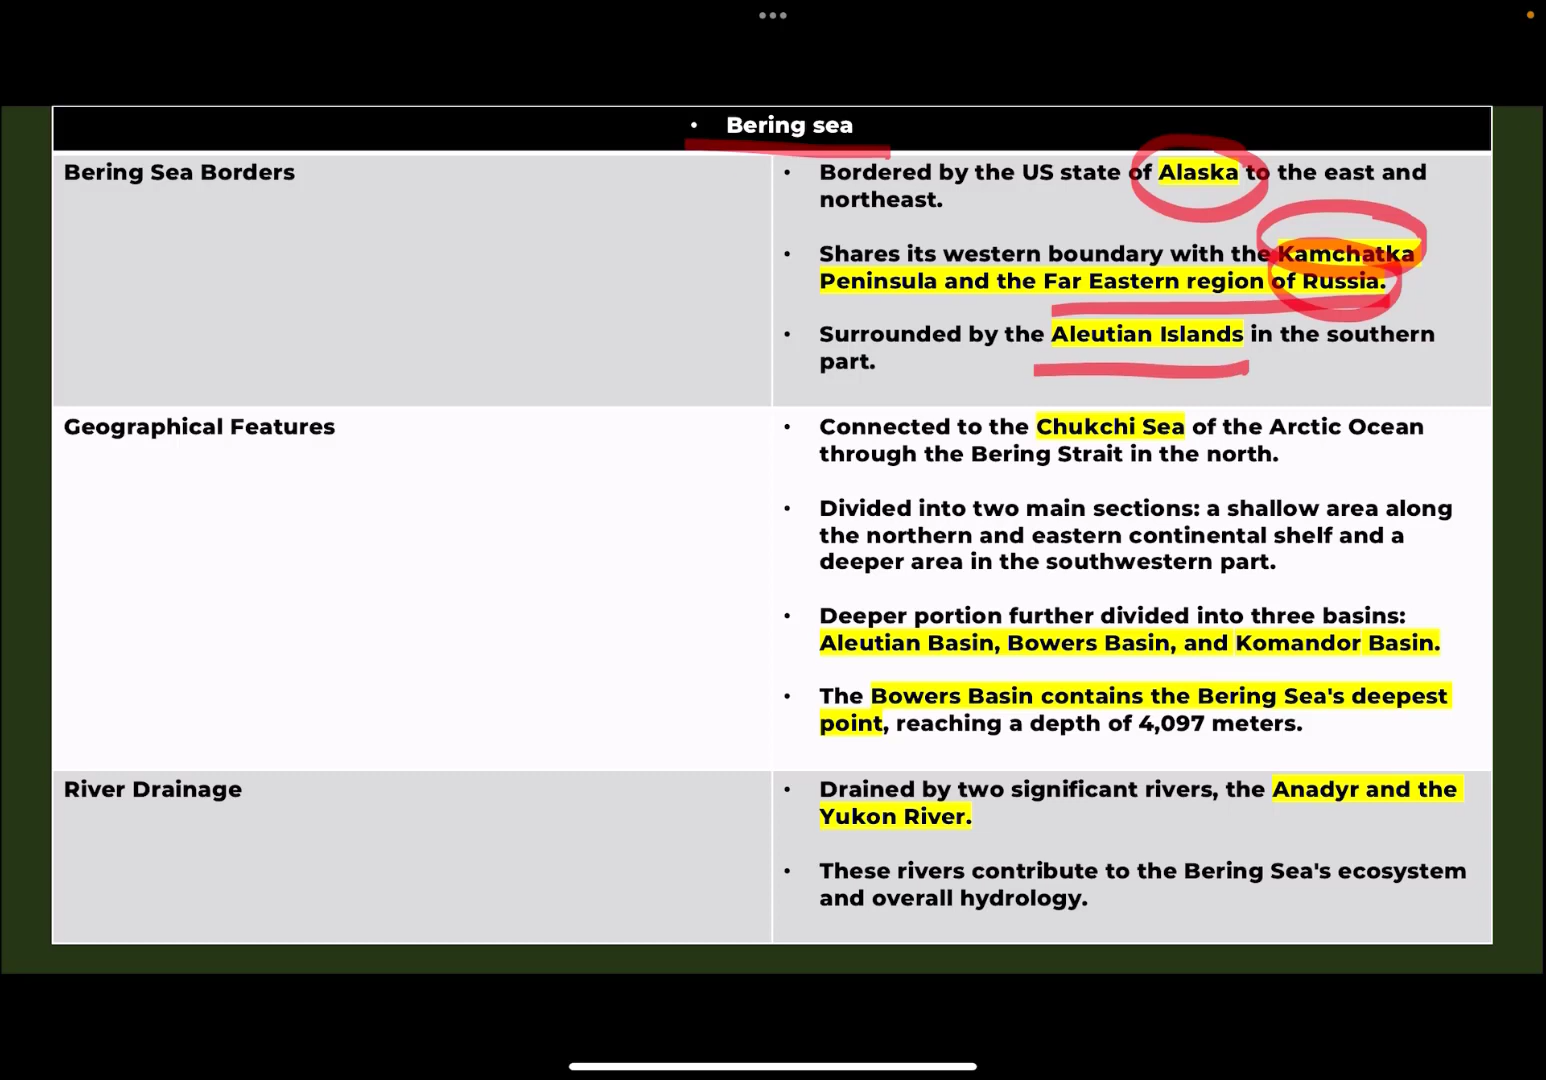 • Bering sea
Bering Sea Borders
• Bordered by the US state of Alaska to the east and
northeast.
• Shares its western boundary with the Kamchatka
Peninsula and the Far Eastern region of Russia.
• Surrounded by the Aleutian Islands in the southern
part.
Geographical Features
• Connected to the Chukchi Sea of the Arctic Ocean
through the Bering Strait in the north.
• Divided into two main sections: a shallow area along
the northern and eastern continental shelf and a
deeper area in the southwestern part.
• Deeper portion further divided into three basins:
Aleutian Basin, Bowers Basin, and Komandor Basin.
• The Bowers Basin contains the Bering Sea's deepest
point, reaching a depth of 4,097 meters.
River Drainage
• Drained by two significant rivers, the Anadyr and the
Yukon River.
• These rivers contribute to the Bering Sea's ecosystem
and overall hydrology.